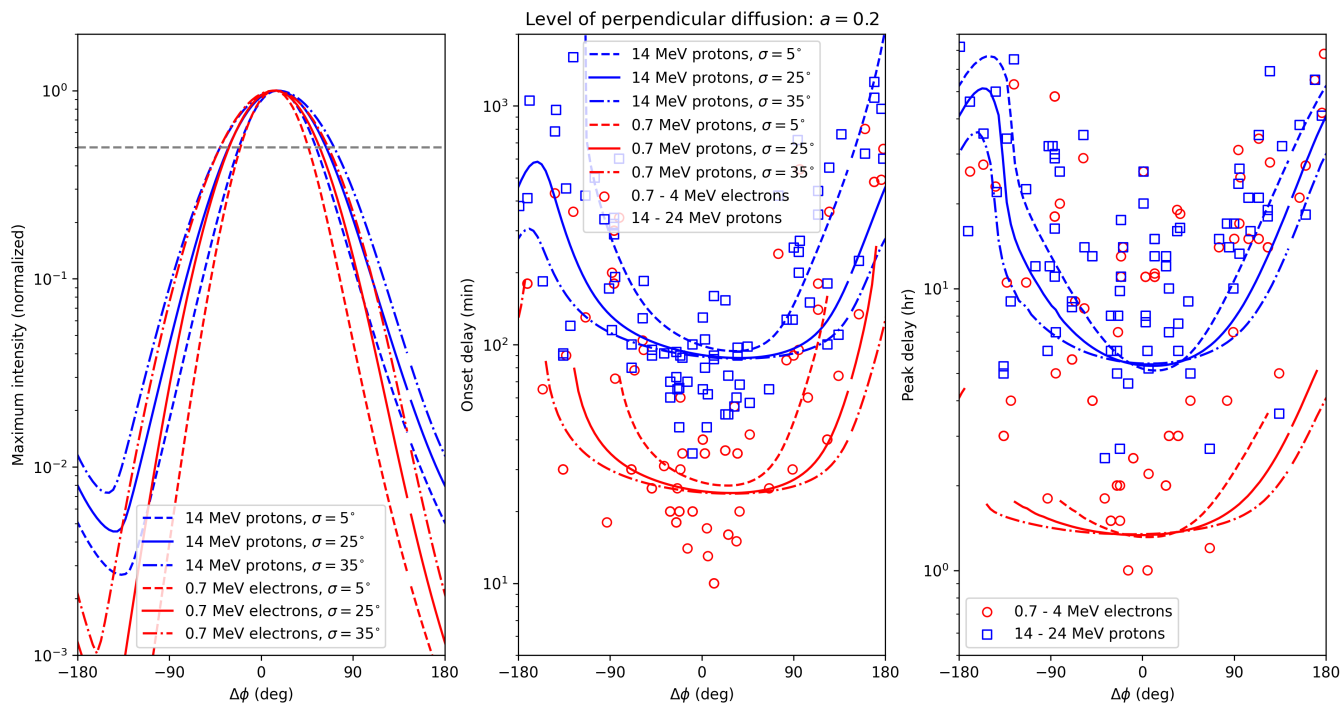 Level of perpendicular diffusion: a = 0.2
Maximum intensity (normalized)
10⁰
10⁻¹
10⁻²
10⁻³
14 MeV protons, σ = 5°
14 MeV protons, σ = 25°
14 MeV protons, σ = 35°
0.7 MeV electrons, σ = 5°
0.7 MeV electrons, σ = 25°
0.7 MeV electrons, σ = 35°
−180 −90 0 90 180
Δϕ (deg)
Onset delay (min)
10³
10²
10¹
14 MeV protons, σ = 5°
14 MeV protons, σ = 25°
14 MeV protons, σ = 35°
0.7 MeV protons, σ = 5°
0.7 MeV protons, σ = 25°
0.7 MeV protons, σ = 35°
0.7 - 4 MeV electrons
14 - 24 MeV protons
−180 −90 0 90 180
Δϕ (deg)
Peak delay (hr)
10¹
10⁰
0.7 - 4 MeV electrons
14 - 24 MeV protons
−180 −90 0 90 180
Δϕ (deg)